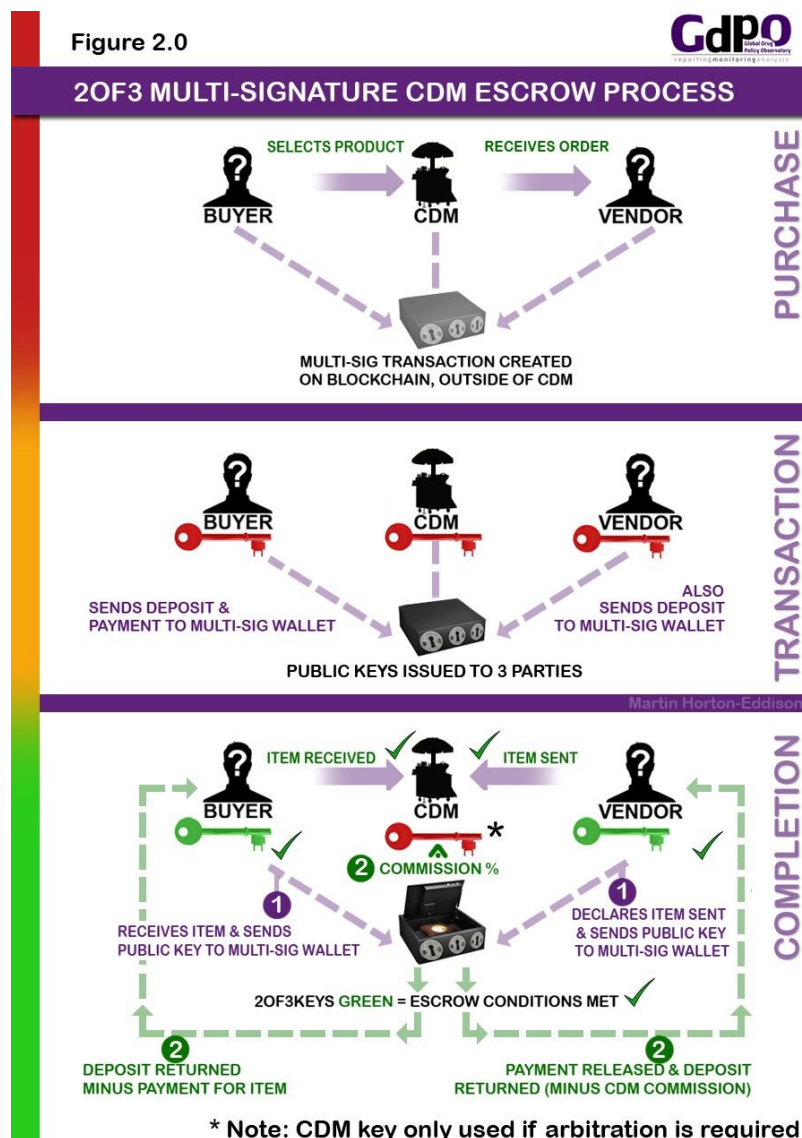 Figure 2.0
GdPO
Global Drug
Policy Observatory
reportingmonitoringanalysis
2OF3 MULTI-SIGNATURE CDM ESCROW PROCESS
PURCHASE
SELECTS PRODUCT
RECEIVES ORDER
?
?
BUYER
CDM
VENDOR
MULTI-SIG TRANSACTION CREATED
ON BLOCKCHAIN, OUTSIDE OF CDM
TRANSACTION
?
?
BUYER
CDM
VENDOR
SENDS DEPOSIT &
PAYMENT TO MULTI-SIG WALLET
ALSO
SENDS DEPOSIT
TO MULTI-SIG WALLET
PUBLIC KEYS ISSUED TO 3 PARTIES
Martin Horton-Eddison
COMPLETION
?
ITEM RECEIVED
ITEM SENT
?
BUYER
CDM
VENDOR
*
2 COMMISSION %
1
RECEIVES ITEM & SENDS
PUBLIC KEY TO MULTI-SIG WALLET
1
DECLARES ITEM SENT
& SENDS PUBLIC KEY
TO MULTI-SIG WALLET
2OF3KEYS GREEN = ESCROW CONDITIONS MET
2
DEPOSIT RETURNED
MINUS PAYMENT FOR ITEM
2
PAYMENT RELEASED & DEPOSIT
RETURNED (MINUS CDM COMMISSION)
* Note: CDM key only used if arbitration is required